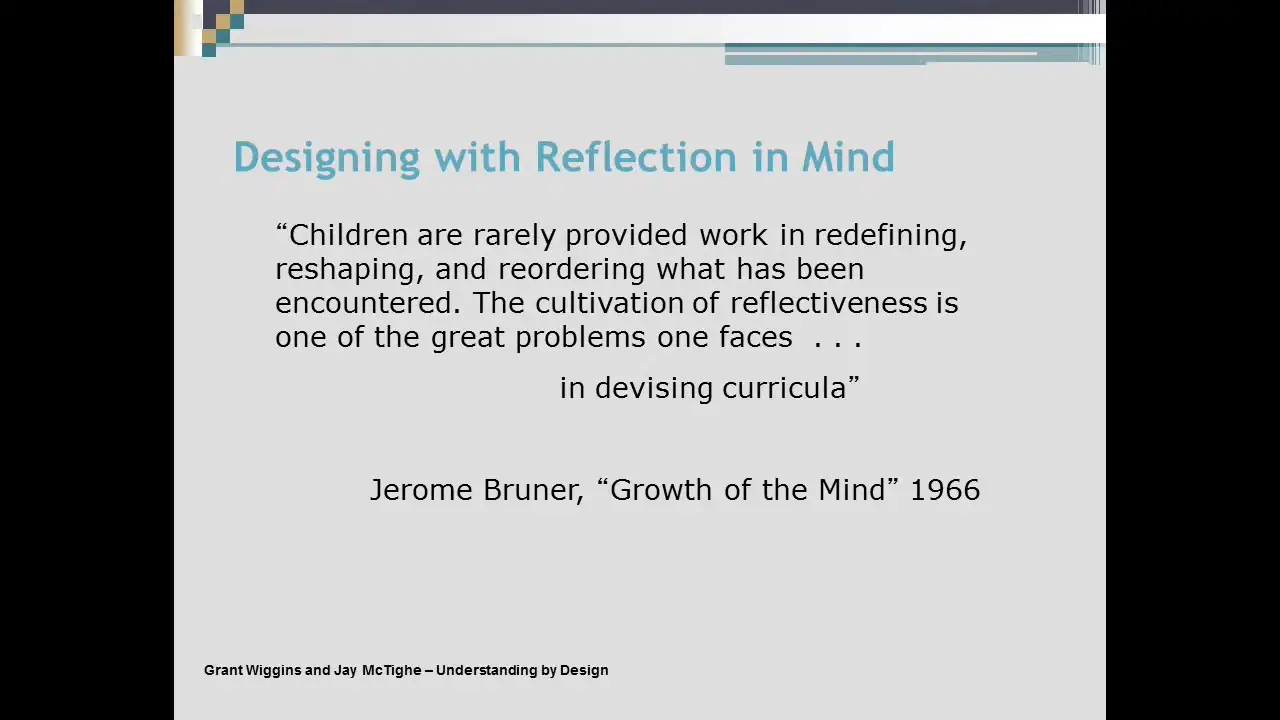 Designing with Reflection in Mind
“Children are rarely provided work in redefining,
reshaping, and reordering what has been
encountered. The cultivation of reflectiveness is
one of the great problems one faces . . .
in devising curricula”
Jerome Bruner, “Growth of the Mind” 1966
Grant Wiggins and Jay McTighe – Understanding by Design